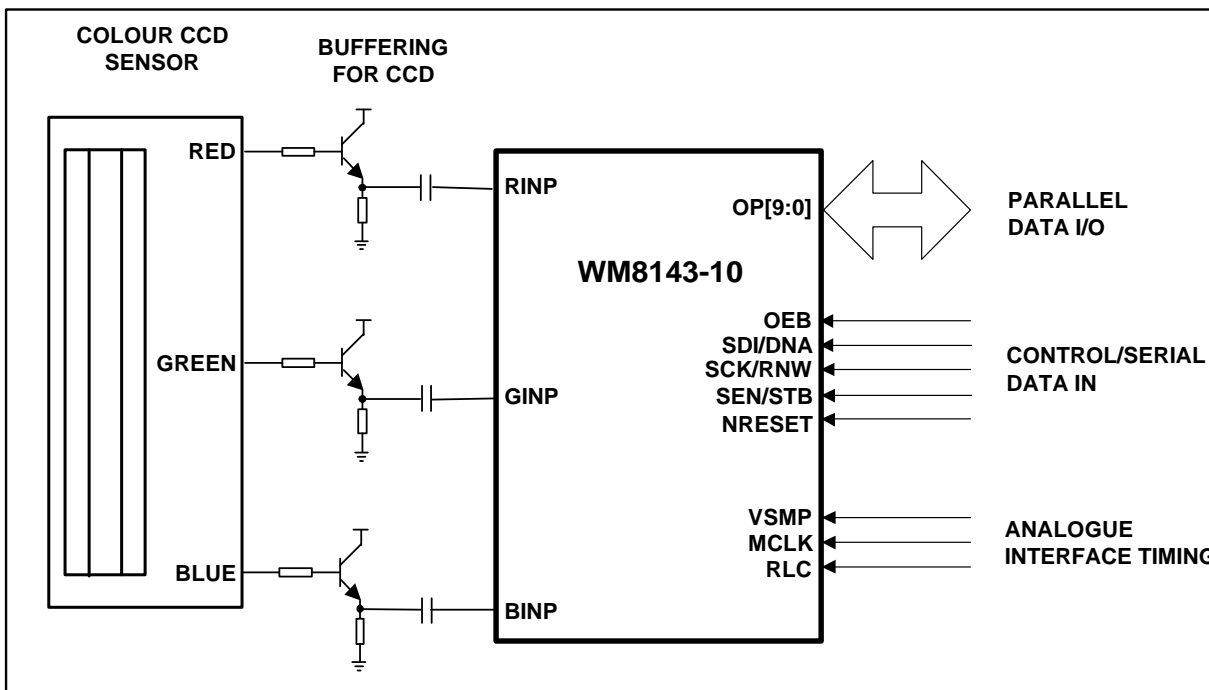 COLOUR CCD
SENSOR
BUFFERING
FOR CCD
RED
GREEN
BLUE
RINP
GINP
BINP
WM8143-10
OP[9:0]
OEB
SDI/DNA
SCK/RNW
SEN/STB
NRESET
VSMP
MCLK
RLC
PARALLEL
DATA I/O
CONTROL/SERIAL
DATA IN
ANALOGUE
INTERFACE TIMING